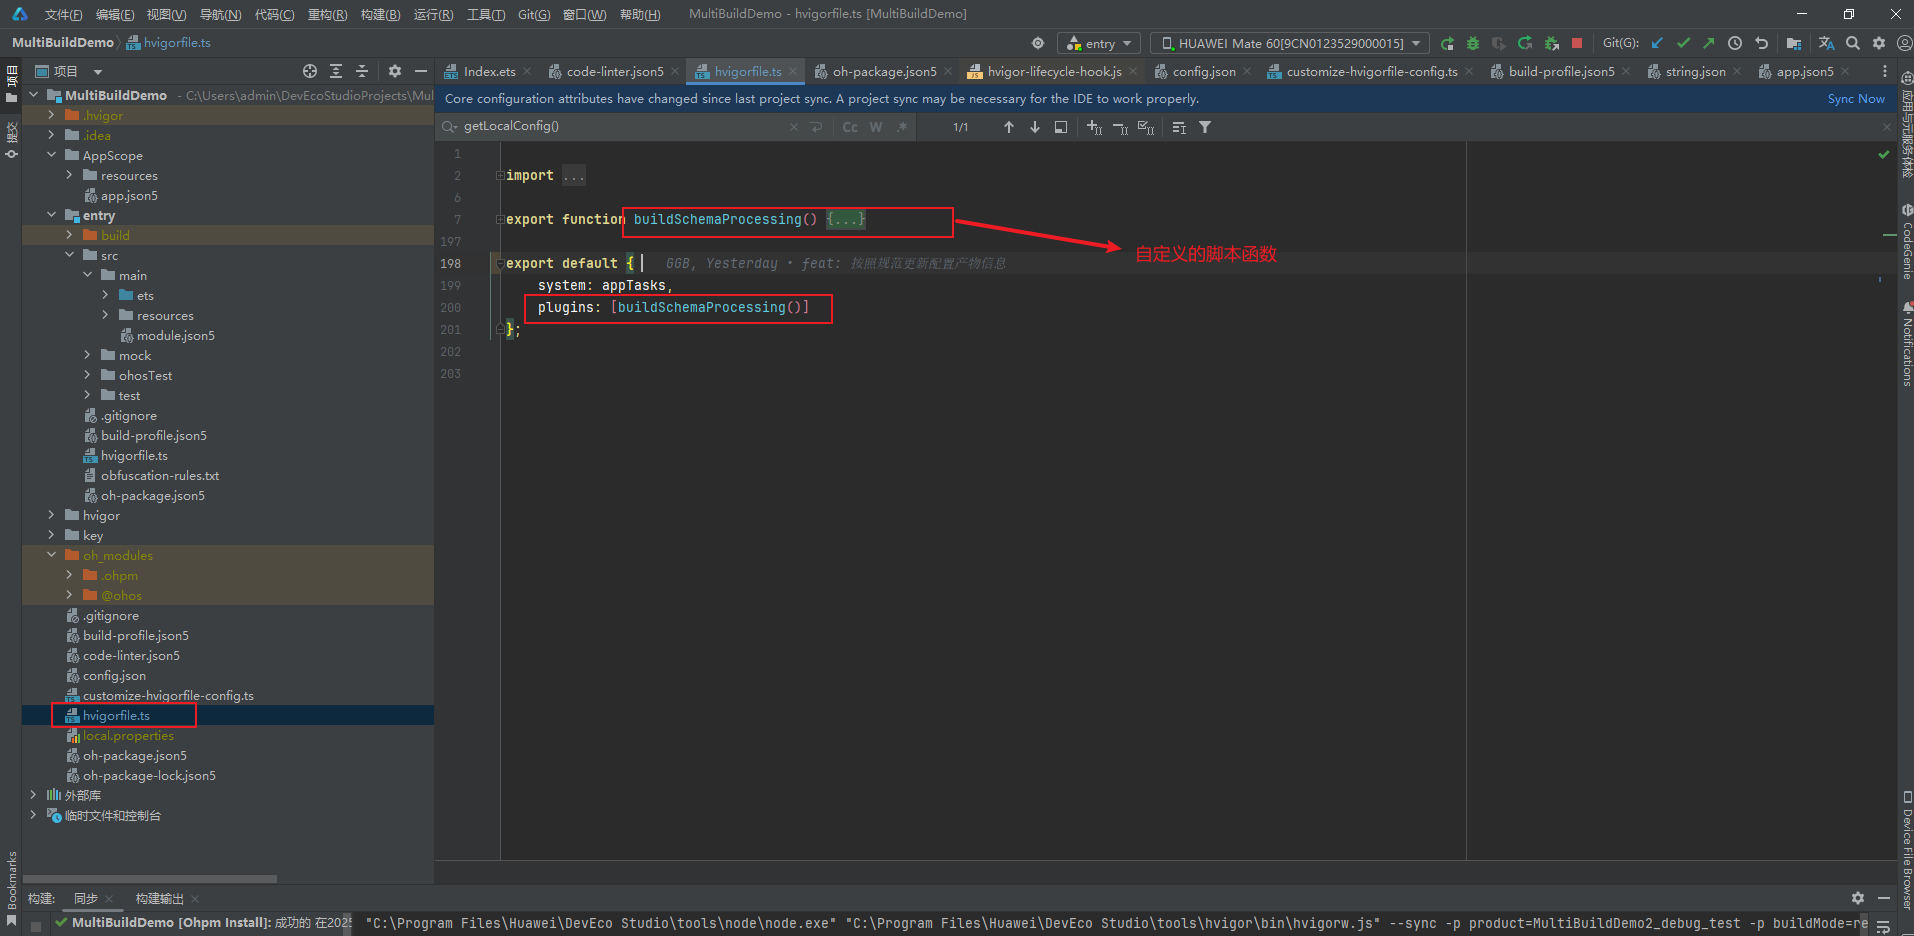 文件(F) 编辑(E) 视图(V) 导航(N) 代码(C) 重构(R) 构建(B) 运行(R) 工具(T) Git(G) 窗口(W) 帮助(H) MultiBuildDemo - hvigorfile.ts [MultiBuildDemo]
MultiBuildDemo hvigorfile.ts entry HUAWEI Mate 60[9CN0123529000015] Git(G):
项目
Index.ets code-linter.json5 hvigorfile.ts oh-package.json5 hvigor-lifecycle-hook.js config.json customize-hvigorfile-config.ts build-profile.json5 string.json app.json5
Core configuration attributes have changed since last project sync. A project sync may be necessary for the IDE to work properly. Sync Now
getLocalConfig() Cc W .* 1/1
项目
提交
Bookmarks
MultiBuildDemo - C:\Users\admin\DevEcoStudioProjects\Mul
.hvigor
.idea
AppScope
resources
app.json5
entry
build
src
main
ets
resources
module.json5
mock
ohosTest
test
.gitignore
build-profile.json5
hvigorfile.ts
obfuscation-rules.txt
oh-package.json5
hvigor
key
oh_modules
.ohpm
@ohos
.gitignore
build-profile.json5
code-linter.json5
config.json
customize-hvigorfile-config.ts
hvigorfile.ts
local.properties
oh-package.json5
oh-package-lock.json5
外部库
临时文件和控制台
1
2 import ...
6
7 export function buildSchemaProcessing() {...}
197
198 export default { GGB, Yesterday • feat: 按照规范更新配置产物信息
199 system: appTasks,
200 plugins: [buildSchemaProcessing()]
201 };
202
203
自定义的脚本函数
应用与元服务体检
CodeGenie
Notifications
Device File Browser
构建: 同步 构建输出
MultiBuildDemo [Ohpm Install]: 成功的 在2025 "C:\Program Files\Huawei\DevEco Studio\tools\node\node.exe" "C:\Program Files\Huawei\DevEco Studio\tools\hvigor\bin\hvigorw.js" --sync -p product=MultiBuildDemo2_debug_test -p buildMode=re